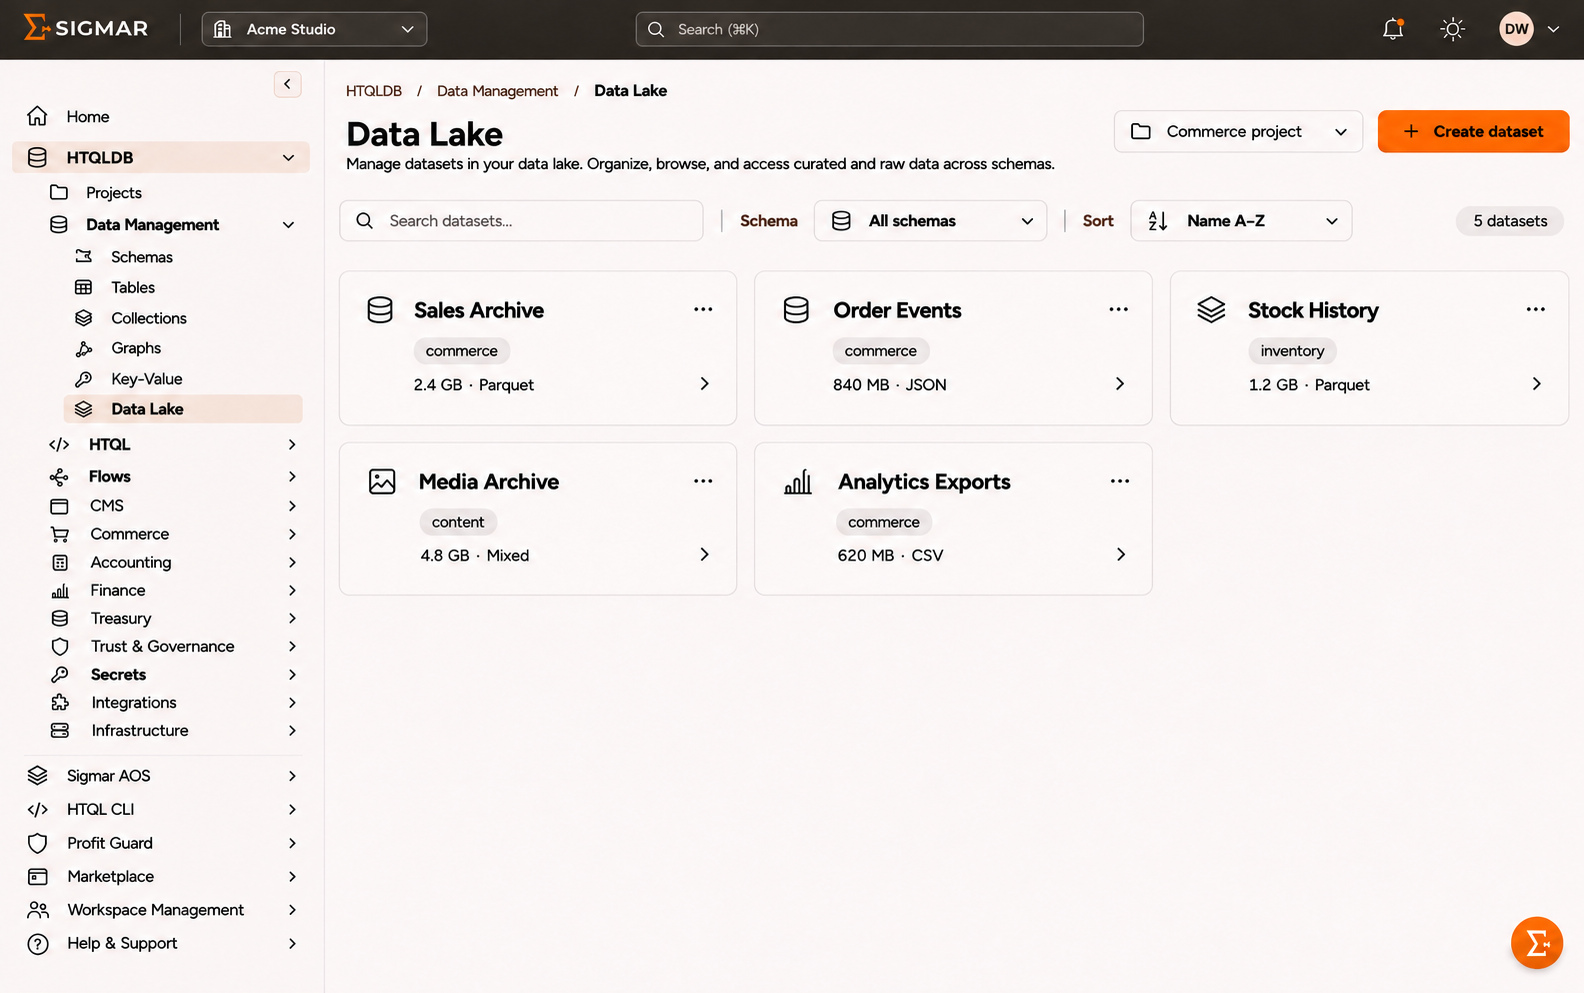 SIGMAR
Acme Studio
Search (⌘K)
DW
Home
HTQLDB
Projects
Data Management
Schemas
Tables
Collections
Graphs
Key-Value
Data Lake
HTQL
Flows
CMS
Commerce
Accounting
Finance
Treasury
Trust & Governance
Secrets
Integrations
Infrastructure
Sigmar AOS
HTQL CLI
Profit Guard
Marketplace
Workspace Management
Help & Support
HTQLDB / Data Management / Data Lake
Data Lake
Manage datasets in your data lake. Organize, browse, and access curated and raw data across schemas.
Commerce project
Create dataset
Search datasets...
Schema
All schemas
Sort
Name A–Z
5 datasets
Sales Archive
commerce
2.4 GB · Parquet
Order Events
commerce
840 MB · JSON
Stock History
inventory
1.2 GB · Parquet
Media Archive
content
4.8 GB · Mixed
Analytics Exports
commerce
620 MB · CSV